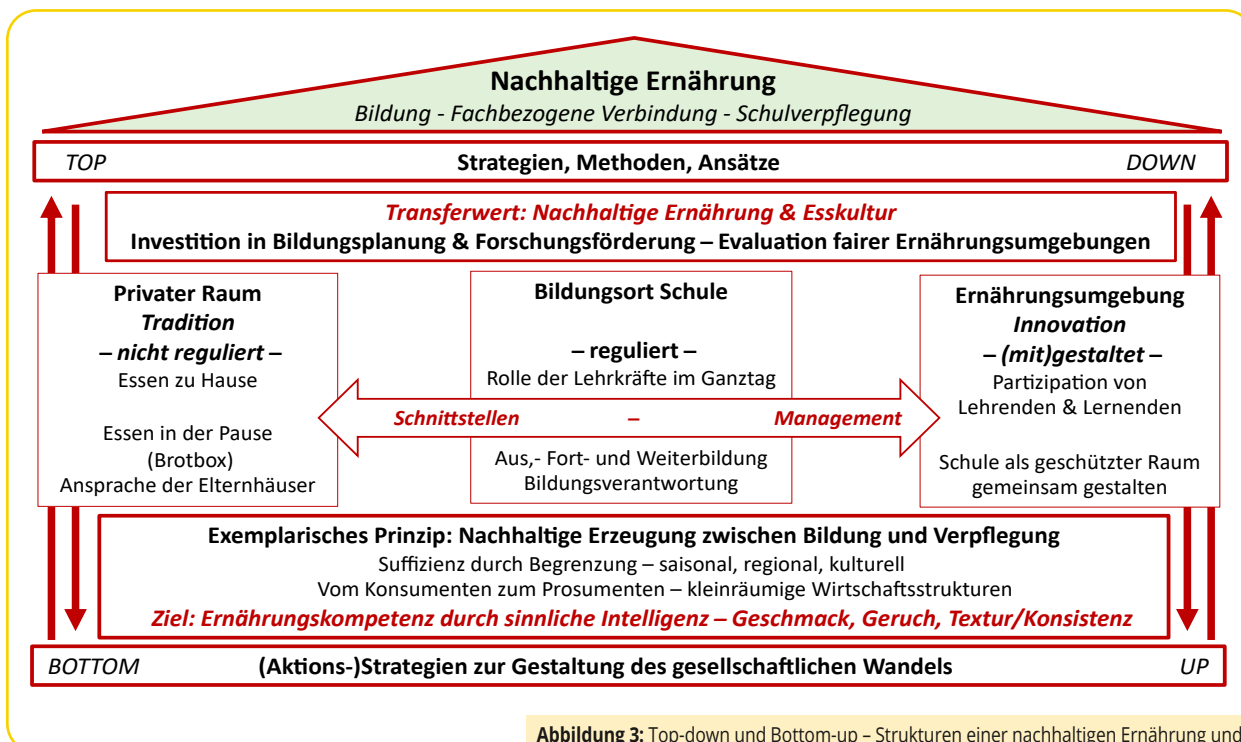 Nachhaltige Ernährung
Bildung - Fachbezogene Verbindung - Schulverpflegung
TOP
Strategien, Methoden, Ansätze
DOWN
Transferwert: Nachhaltige Ernährung & Esskultur
Investition in Bildungsplanung & Forschungsförderung – Evaluation fairer Ernährungsumgebungen
Privater Raum
Tradition
– nicht reguliert –
Essen zu Hause
Essen in der Pause
(Brotbox)
Ansprache der Elternhäuser
Bildungsort Schule
– reguliert –
Rolle der Lehrkräfte im Ganztag
Schnittstellen – Management
Aus,- Fort- und Weiterbildung
Bildungsverantwortung
Ernährungsumgebung
Innovation
– (mit)gestaltet –
Partizipation von
Lehrenden & Lernenden
Schule als geschützter Raum
gemeinsam gestalten
Exemplarisches Prinzip: Nachhaltige Erzeugung zwischen Bildung und Verpflegung
Suffizienz durch Begrenzung – saisonal, regional, kulturell
Vom Konsumenten zum Prosumenten – kleinräumige Wirtschaftsstrukturen
Ziel: Ernährungskompetenz durch sinnliche Intelligenz – Geschmack, Geruch, Textur/Konsistenz
BOTTOM
(Aktions-)Strategien zur Gestaltung des gesellschaftlichen Wandels
UP
Abbildung 3: Top-down und Bottom-up – Strukturen einer nachhaltigen Ernährung und